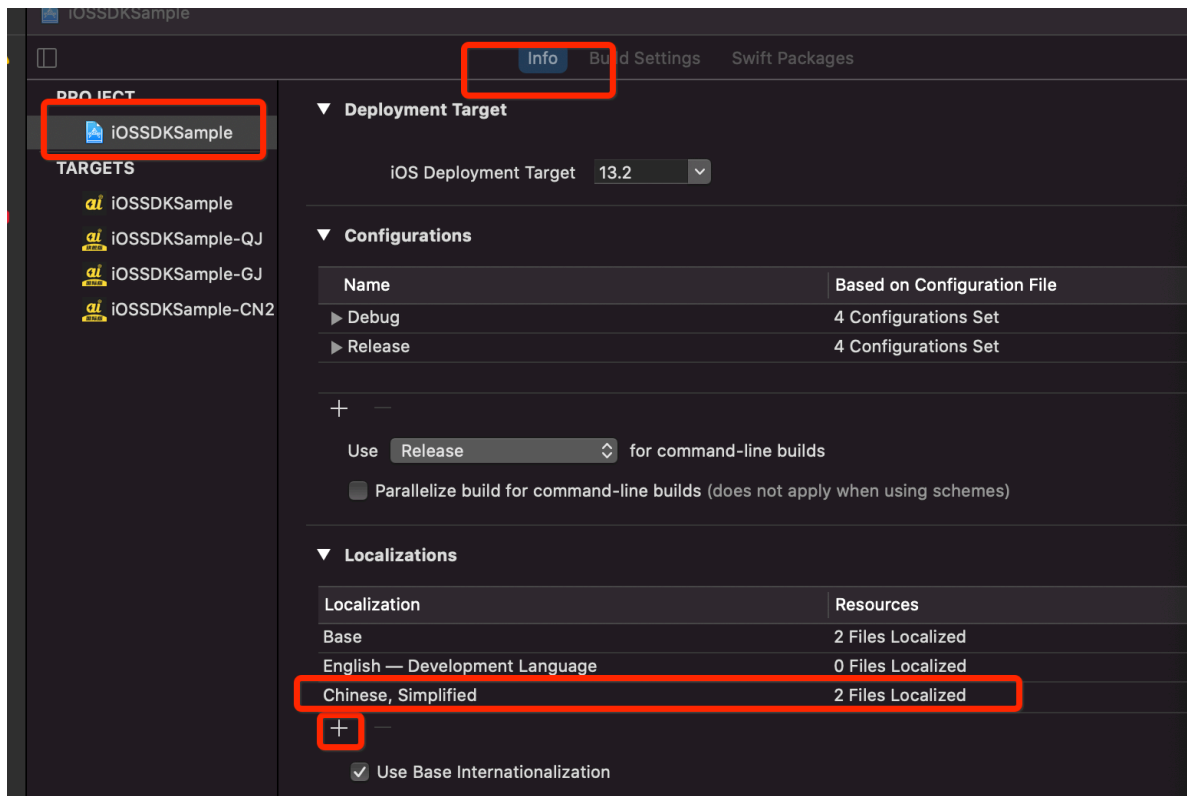 iOSSDKSample
Info Build Settings Swift Packages
PROJECT
iOSSDKSample
TARGETS
iOSSDKSample
iOSSDKSample-QJ
iOSSDKSample-GJ
iOSSDKSample-CN2
Deployment Target
iOS Deployment Target 13.2
Configurations
Name Based on Configuration File
Debug 4 Configurations Set
Release 4 Configurations Set
Use Release for command-line builds
Parallelize build for command-line builds (does not apply when using schemes)
Localizations
Localization Resources
Base 2 Files Localized
English — Development Language 0 Files Localized
Chinese, Simplified 2 Files Localized
Use Base Internationalization